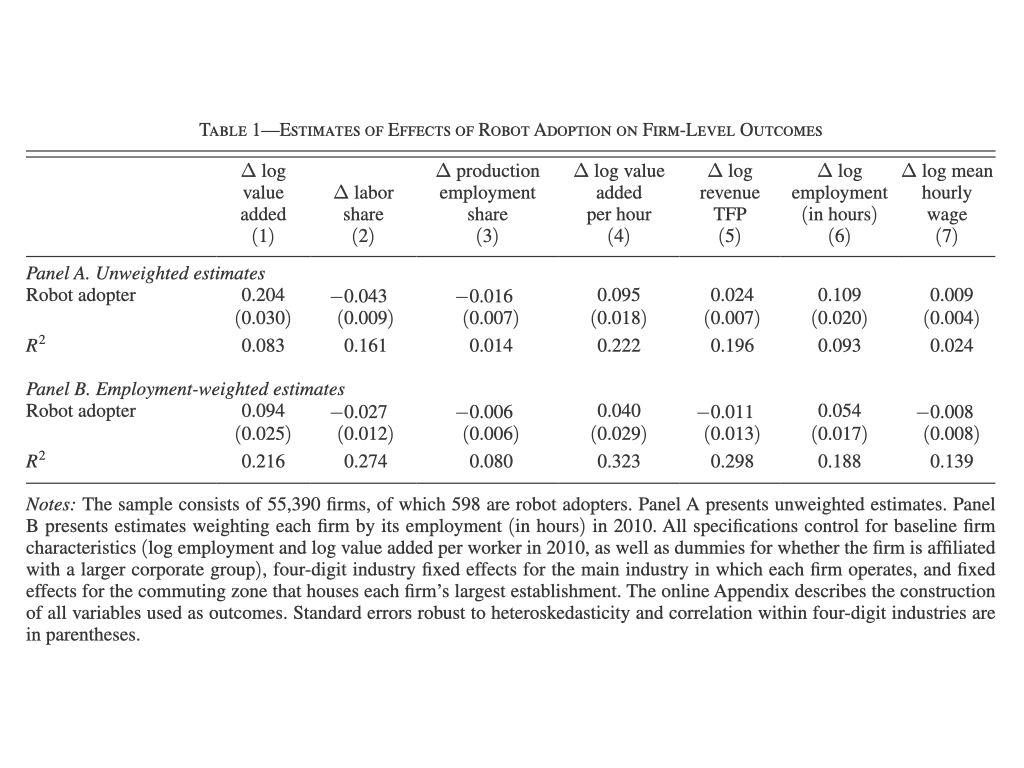 TABLE 1—ESTIMATES OF EFFECTS OF ROBOT ADOPTION ON FIRM-LEVEL OUTCOMES
Δ log value added (1) Δ labor share (2) Δ production employment share (3) Δ log value added per hour (4) Δ log revenue TFP (5) Δ log employment (in hours) (6) Δ log mean hourly wage (7)
Panel A. Unweighted estimates
Robot adopter 0.204 −0.043 −0.016 0.095 0.024 0.109 0.009
(0.030) (0.009) (0.007) (0.018) (0.007) (0.020) (0.004)
R² 0.083 0.161 0.014 0.222 0.196 0.093 0.024
Panel B. Employment-weighted estimates
Robot adopter 0.094 −0.027 −0.006 0.040 −0.011 0.054 −0.008
(0.025) (0.012) (0.006) (0.029) (0.013) (0.017) (0.008)
R² 0.216 0.274 0.080 0.323 0.298 0.188 0.139
Notes: The sample consists of 55,390 firms, of which 598 are robot adopters. Panel A presents unweighted estimates. Panel
B presents estimates weighting each firm by its employment (in hours) in 2010. All specifications control for baseline firm
characteristics (log employment and log value added per worker in 2010, as well as dummies for whether the firm is affiliated
with a larger corporate group), four-digit industry fixed effects for the main industry in which each firm operates, and fixed
effects for the commuting zone that houses each firm's largest establishment. The online Appendix describes the construction
of all variables used as outcomes. Standard errors robust to heteroskedasticity and correlation within four-digit industries are
in parentheses.